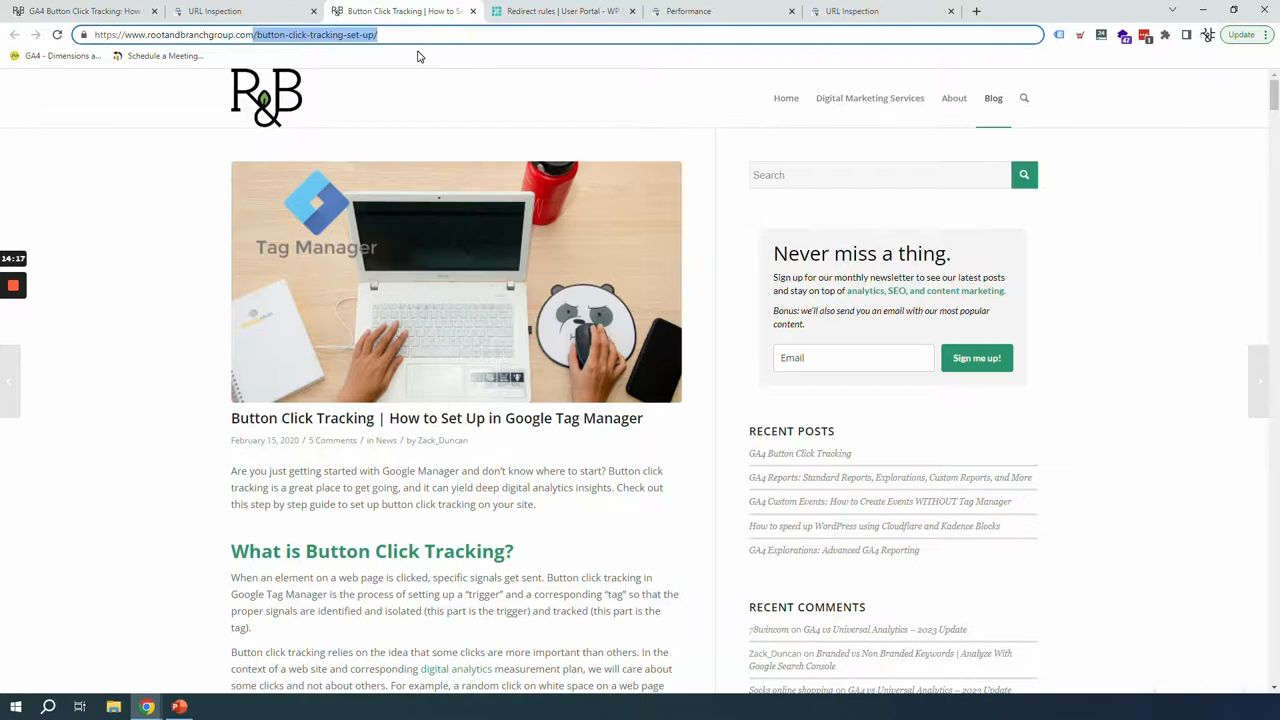 GA4 Button Click Tracking: How
URL Inspection
Button Click Tracking | How to Se
Redirect rules | User Portal - WP
Performance
URL Inspection
https://www.rootandbranchgroup.com/button-click-tracking-set-up/
Update
GA4 - Dimensions a...
Schedule a Meeting...
R&B
Home
Digital Marketing Services
About
Blog
Tag Manager
14:17
Search
Never miss a thing.
Sign up for our monthly newsletter to see our latest posts
and stay on top of analytics, SEO, and content marketing.
Bonus: we'll also send you an email with our most popular
content.
Email
Sign me up!
Button Click Tracking | How to Set Up in Google Tag Manager
February 15, 2020 / 5 Comments / in News / by Zack_Duncan
Are you just getting started with Google Manager and don't know where to start? Button click
tracking is a great place to get going, and it can yield deep digital analytics insights. Check out
this step by step guide to set up button click tracking on your site.
What is Button Click Tracking?
When an element on a web page is clicked, specific signals get sent. Button click tracking in
Google Tag Manager is the process of setting up a "trigger" and a corresponding "tag" so that the
proper signals are identified and isolated (this part is the trigger) and tracked (this part is the
tag).
Button click tracking relies on the idea that some clicks are more important than others. In the
context of a web site and corresponding digital analytics measurement plan, we will care about
some clicks and not about others. For example, a random click on white space on a web page
RECENT POSTS
GA4 Button Click Tracking
GA4 Reports: Standard Reports, Explorations, Custom Reports, and More
GA4 Custom Events: How to Create Events WITHOUT Tag Manager
How to speed up WordPress using Cloudflare and Kadence Blocks
GA4 Explorations: Advanced GA4 Reporting
RECENT COMMENTS
78wincom on GA4 vs Universal Analytics – 2023 Update
Zack_Duncan on Branded vs Non Branded Keywords | Analyze With
Google Search Console
Socks online shopping on GA4 vs Universal Analytics – 2023 Update